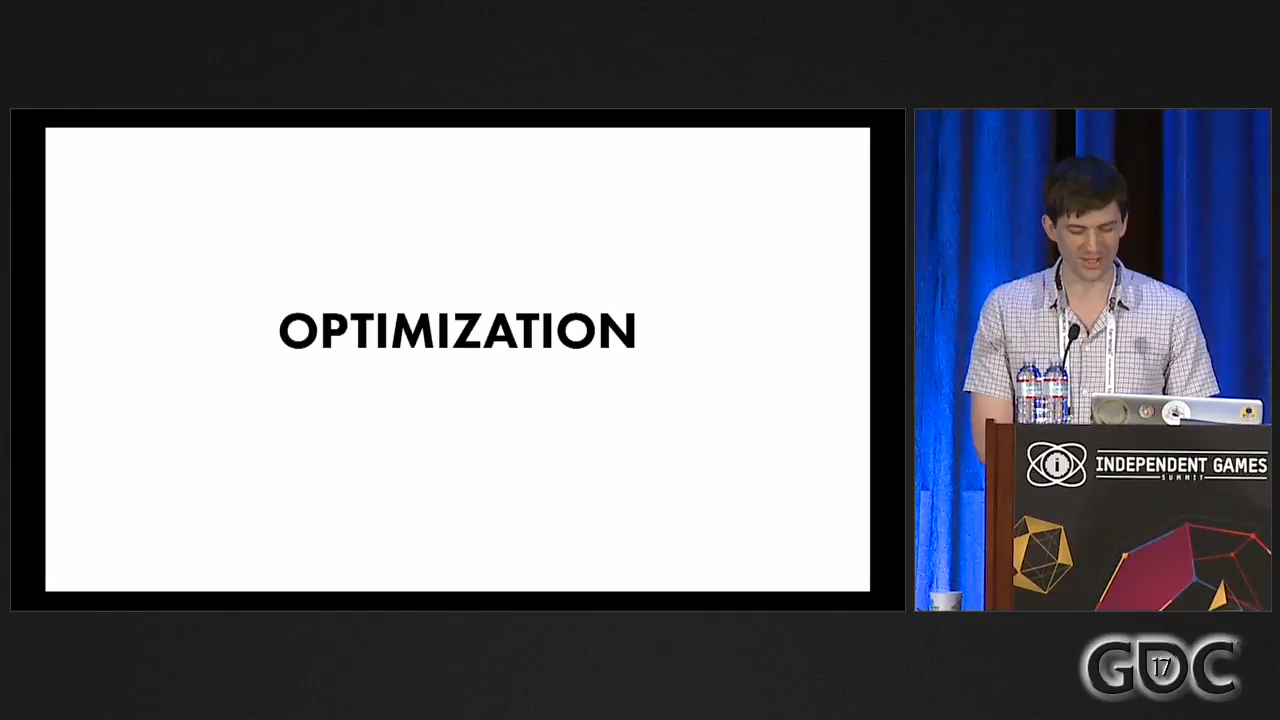 OPTIMIZATION
i
INDEPENDENT GAMES
SUMMIT
GDC
17